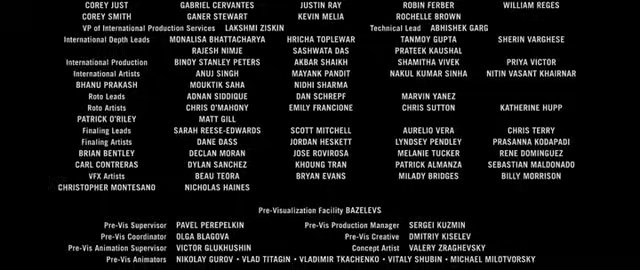 COREY JUST GABRIEL CERVANTES JUSTIN RAY ROBIN FERBER WILLIAM REGES
COREY SMITH GANER STEWART KEVIN MELIA ROCHELLE BROWN
VP of International Production Services LAKSHMI ZISKIN Technical Lead ABHISHEK GARG
International Depth Leads MONALISA BHATTACHARYA HRICHA TOPLEWAR TANMOY GUPTA SHERIN VARGHESE
RAJESH NIMJE SASHWATA DAS PRATEEK KAUSHAL
International Production BINOY STANLEY PETERS AKBAR SHAIKH SHAMITHA VIVEK PRIYA VICTOR
International Artists ANUJ SINGH MAYANK PANDIT NAKUL KUMAR SINHA NITIN VASANT KHAIRNAR
BHANU PRAKASH MOUKTIK SAHA NIDHI SHARMA
Roto Leads ADNAN SIDDIQUE DAN SCHREPF MARVIN YANEZ
Roto Artists CHRIS O'MAHONY EMILY FRANCIONE CHRIS SUTTON KATHERINE HUPP
PATRICK O'RILEY MATT GILL
Finaling Leads SARAH REESE-EDWARDS SCOTT MITCHELL AURELIO VERA CHRIS TERRY
Finaling Artists DANE DASS JORDAN HESKETT LYNDSEY PENDLEY PRASANNA KODAPADI
BRIAN BENTLEY DECLAN MORAN JOSE ROVIROSA MELANIE TUCKER RENE DOMINGUEZ
CARL CONTRERAS DYLAN SANCHEZ KHOUNG TRAN PATRICK ALMANZA SEBASTIAN MALDONADO
VFX Artists BEAU TEORA BRYAN EVANS MILADY BRIDGES BILLY MORRISON
CHRISTOPHER MONTESANO NICHOLAS HAINES
Pre-Visualization Facility BAZELEVS
Pre-Vis Supervisor PAVEL PEREPELKIN Pre-Vis Production Manager SERGEI KUZMIN
Pre-Vis Coordinator OLGA BLAGOVA Pre-Vis Creative DMITRIY KISELEV
Pre-Vis Animation Supervisor VICTOR GLUKHUSHIN Concept Artist VALERY ZRAGHEVSKY
Pre-Vis Animators NIKOLAY GUROV • VLAD TITAGIN • VLADIMIR TKACHENKO • VITALY SHUBIN • MICHAEL MILOTVORSKY